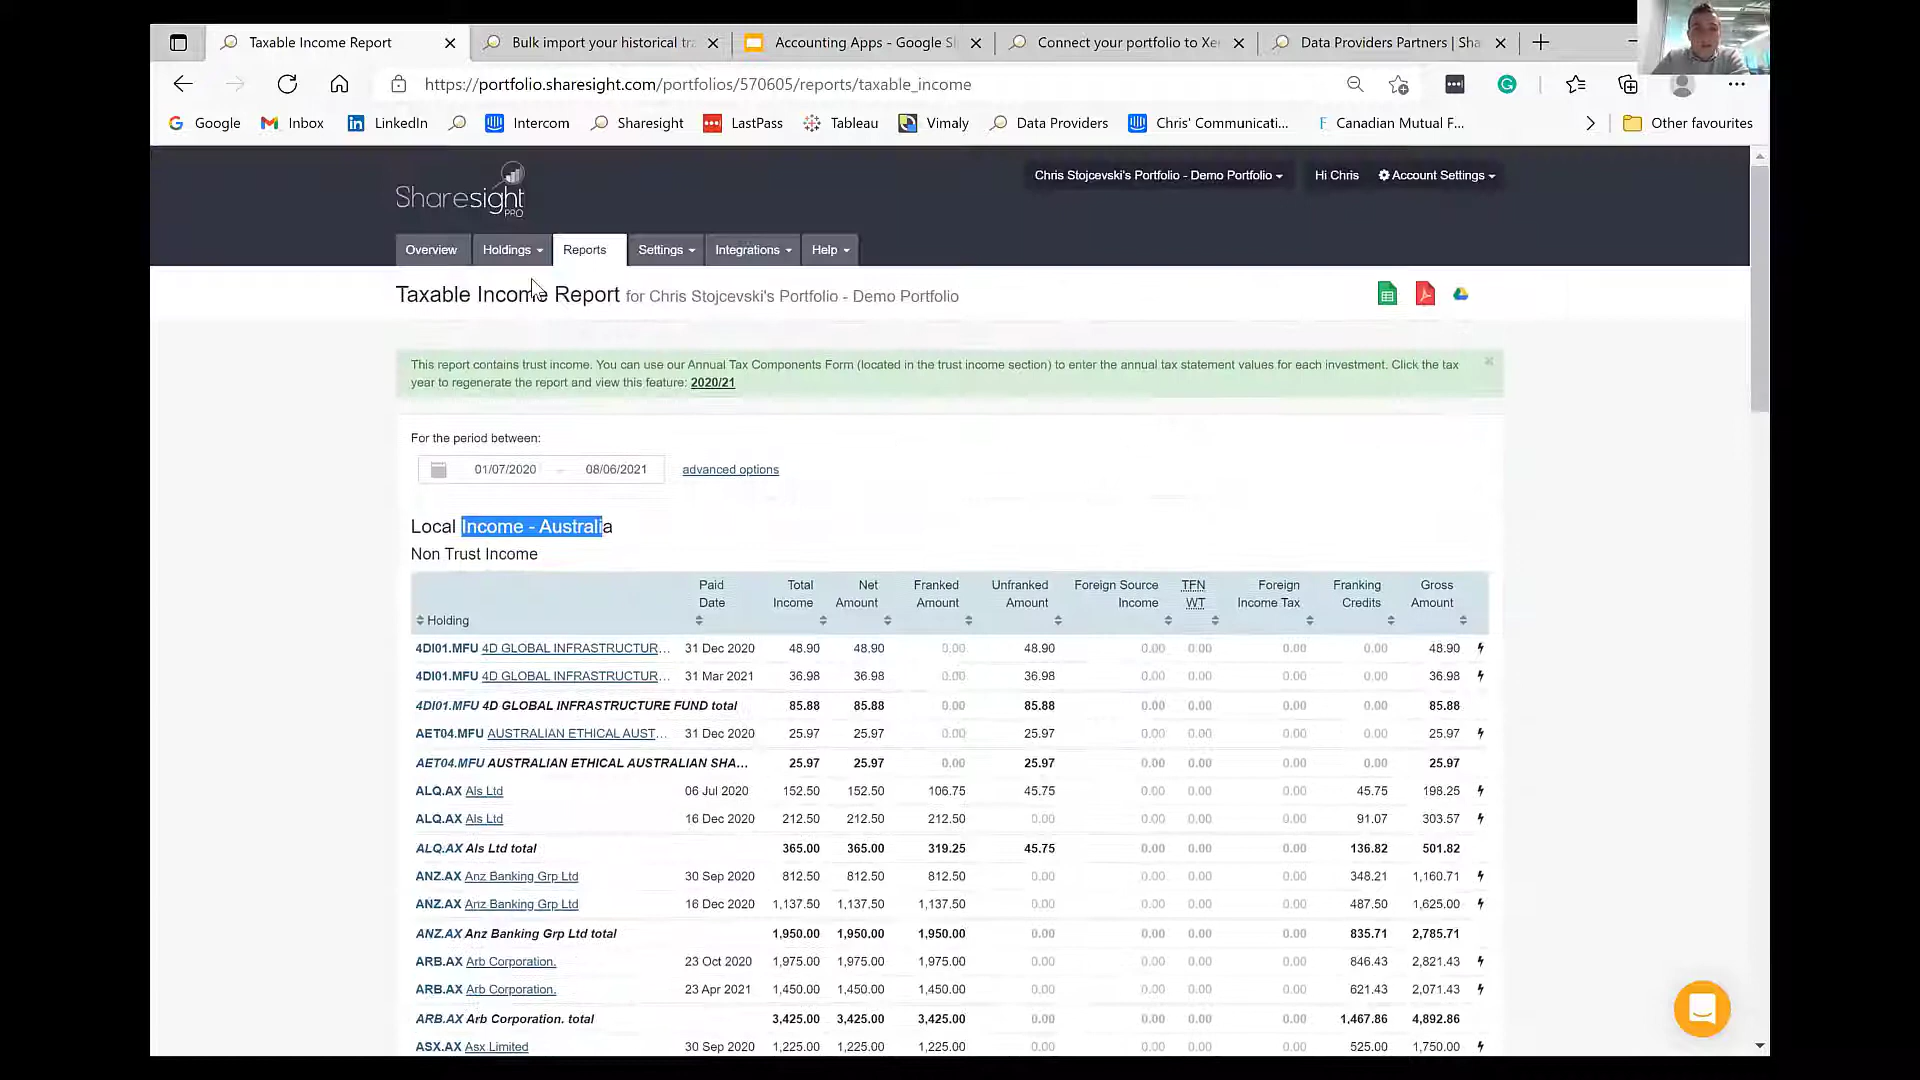 Taxable Income Report
Bulk import your historical tra
Accounting Apps - Google S
Connect your portfolio to Xe
Data Providers Partners | Sha
https://portfolio.sharesight.com/portfolios/570605/reports/taxable_income
Google Inbox LinkedIn Intercom Sharesight LastPass Tableau Vimaly Data Providers Chris' Communicati... Canadian Mutual F... Other favourites
Sharesight PRO
Chris Stojcevski's Portfolio - Demo Portfolio Hi Chris Account Settings
Overview Holdings Reports Settings Integrations Help
Taxable Income Report for Chris Stojcevski's Portfolio - Demo Portfolio
This report contains trust income. You can use our Annual Tax Components Form (located in the trust income section) to enter the annual tax statement values for each investment. Click the tax
year to regenerate the report and view this feature: 2020/21
For the period between:
01/07/2020 – 08/06/2021 advanced options
Local Income - Australia
Non Trust Income
Holding Paid Date Total Income Net Amount Franked Amount Unfranked Amount Foreign Source Income TFN WT Foreign Income Tax Franking Credits Gross Amount
4DI01.MFU 4D GLOBAL INFRASTRUCTUR... 31 Dec 2020 48.90 48.90 0.00 48.90 0.00 0.00 0.00 0.00 48.90
4DI01.MFU 4D GLOBAL INFRASTRUCTUR... 31 Mar 2021 36.98 36.98 0.00 36.98 0.00 0.00 0.00 0.00 36.98
4DI01.MFU 4D GLOBAL INFRASTRUCTURE FUND total 85.88 85.88 0.00 85.88 0.00 0.00 0.00 0.00 85.88
AET04.MFU AUSTRALIAN ETHICAL AUST... 31 Dec 2020 25.97 25.97 0.00 25.97 0.00 0.00 0.00 0.00 25.97
AET04.MFU AUSTRALIAN ETHICAL AUSTRALIAN SHA... 25.97 25.97 0.00 25.97 0.00 0.00 0.00 0.00 25.97
ALQ.AX Als Ltd 06 Jul 2020 152.50 152.50 106.75 45.75 0.00 0.00 0.00 45.75 198.25
ALQ.AX Als Ltd 16 Dec 2020 212.50 212.50 212.50 0.00 0.00 0.00 0.00 91.07 303.57
ALQ.AX Als Ltd total 365.00 365.00 319.25 45.75 0.00 0.00 0.00 136.82 501.82
ANZ.AX Anz Banking Grp Ltd 30 Sep 2020 812.50 812.50 812.50 0.00 0.00 0.00 0.00 348.21 1,160.71
ANZ.AX Anz Banking Grp Ltd 16 Dec 2020 1,137.50 1,137.50 1,137.50 0.00 0.00 0.00 0.00 487.50 1,625.00
ANZ.AX Anz Banking Grp Ltd total 1,950.00 1,950.00 1,950.00 0.00 0.00 0.00 0.00 835.71 2,785.71
ARB.AX Arb Corporation. 23 Oct 2020 1,975.00 1,975.00 1,975.00 0.00 0.00 0.00 0.00 846.43 2,821.43
ARB.AX Arb Corporation. 23 Apr 2021 1,450.00 1,450.00 1,450.00 0.00 0.00 0.00 0.00 621.43 2,071.43
ARB.AX Arb Corporation. total 3,425.00 3,425.00 3,425.00 0.00 0.00 0.00 0.00 1,467.86 4,892.86
ASX.AX Asx Limited 30 Sep 2020 1,225.00 1,225.00 1,225.00 0.00 0.00 0.00 0.00 525.00 1,750.00